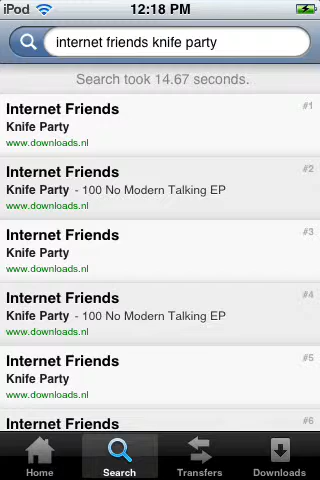 iPod 12:18 PM
internet friends knife party
Search took 14.67 seconds.
Internet Friends #1
Knife Party
www.downloads.nl
Internet Friends #2
Knife Party - 100 No Modern Talking EP
www.downloads.nl
Internet Friends #3
Knife Party
www.downloads.nl
Internet Friends #4
Knife Party - 100 No Modern Talking EP
www.downloads.nl
Internet Friends #5
Knife Party
www.downloads.nl
Internet Friends #6
Home Search Transfers Downloads